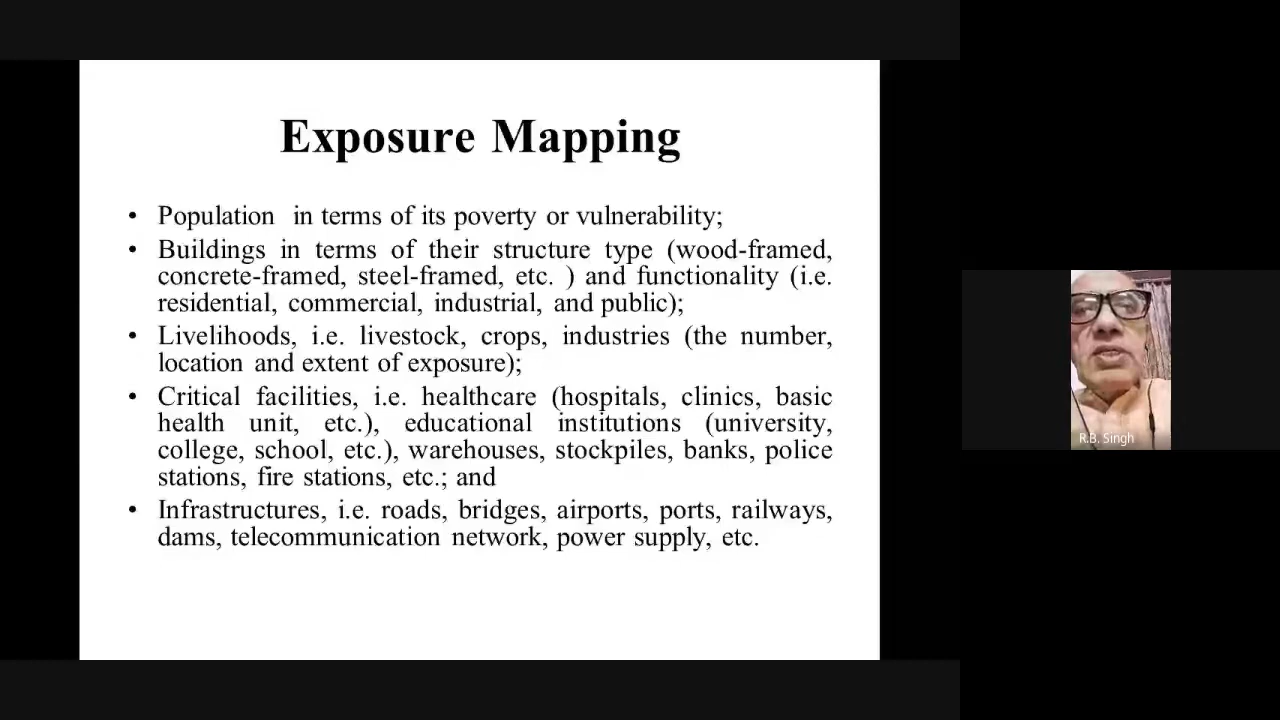 Exposure Mapping
• Population in terms of its poverty or vulnerability;
• Buildings in terms of their structure type (wood-framed,
concrete-framed, steel-framed, etc. ) and functionality (i.e.
residential, commercial, industrial, and public);
• Livelihoods, i.e. livestock, crops, industries (the number,
location and extent of exposure);
• Critical facilities, i.e. healthcare (hospitals, clinics, basic
health unit, etc.), educational institutions (university,
college, school, etc.), warehouses, stockpiles, banks, police
stations, fire stations, etc.; and
• Infrastructures, i.e. roads, bridges, airports, ports, railways,
dams, telecommunication network, power supply, etc.
R.B. Singh